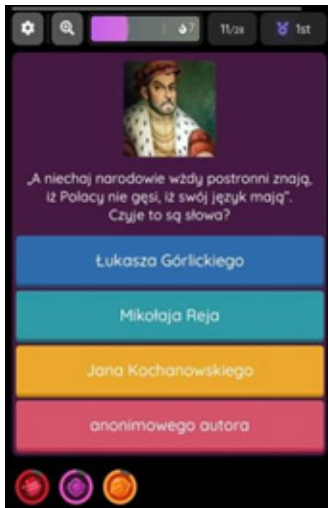 7
11/28
1st
„A niechaj narodowie wżdy postronni znają,
iż Polacy nie gęsi, iż swój język mają”.
Czyje to są słowa?
Łukasza Górlickiego
Mikołaja Reja
Jana Kochanowskiego
anonimowego autora